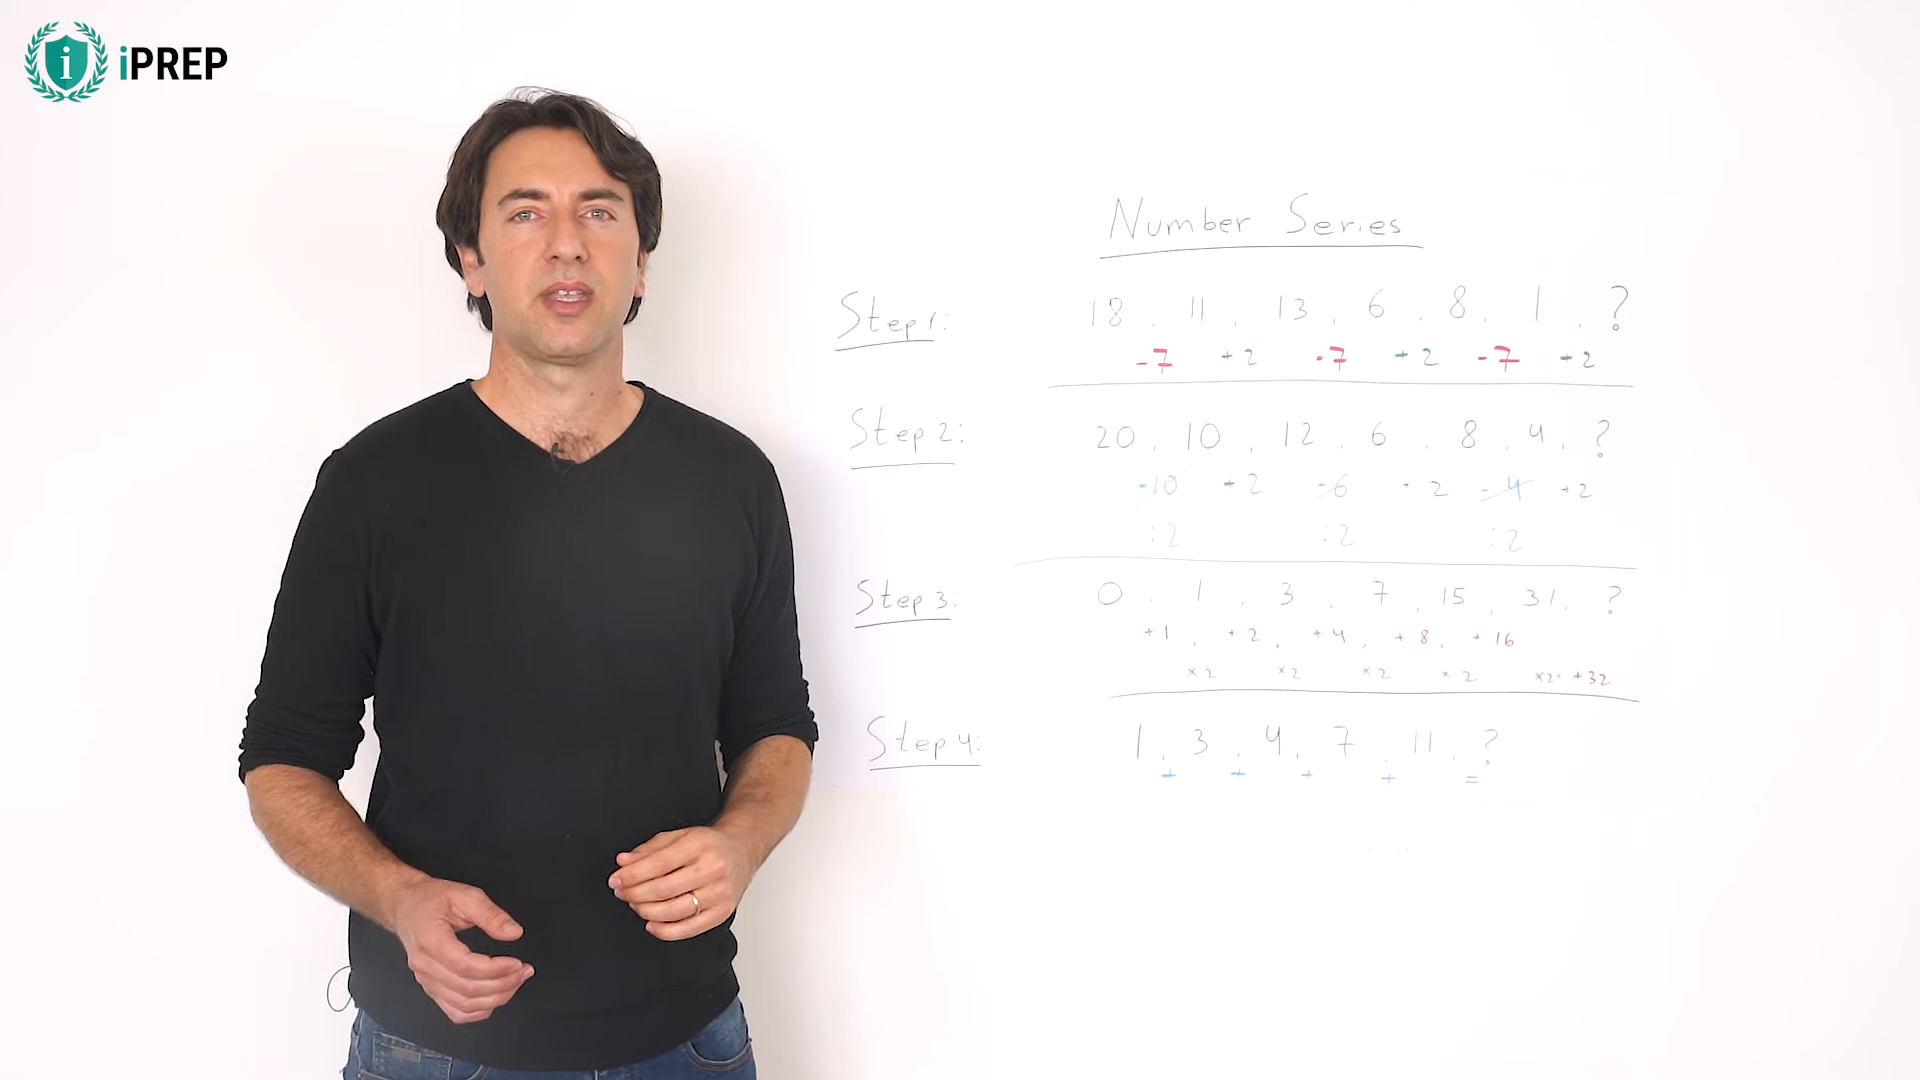 iPREP
Number Series
Step 1: 18, 11, 13, 6, 8, 1, ?
-7 +2 -7 +2 -7 +2
Step 2: 20, 10, 12, 6, 8, 4, ?
-10 +2 -6 +2 -4 +2
:2 :2 :2
Step 3: 0, 1, 3, 7, 15, 31, ?
+1, +2, +4, +8, +16
×2 ×2 ×2 ×2 ×2 +32
Step 4: 1, 3, 4, 7, 11, ?
+ + + + =